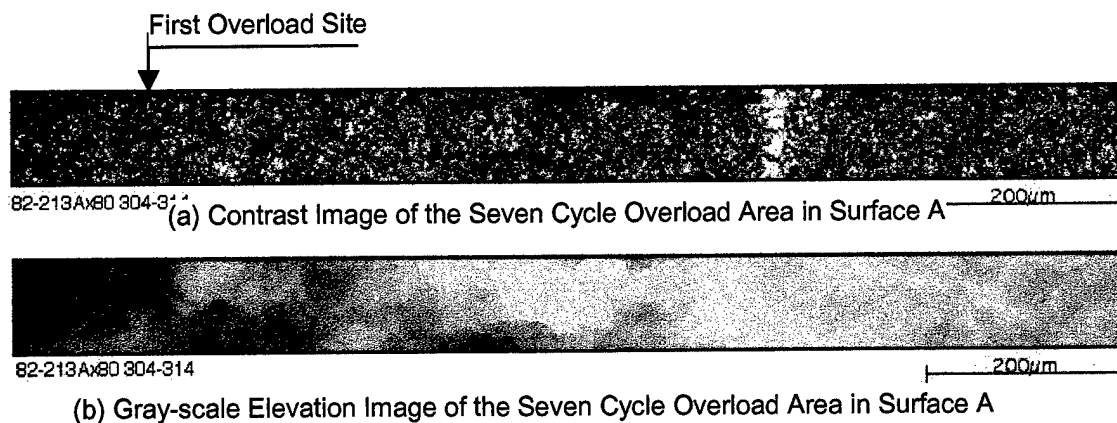 First Overload Site
82-213Ax80 304-314
200µm
(a) Contrast Image of the Seven Cycle Overload Area in Surface A
82-213Ax80 304-314
200µm
(b) Gray-scale Elevation Image of the Seven Cycle Overload Area in Surface A